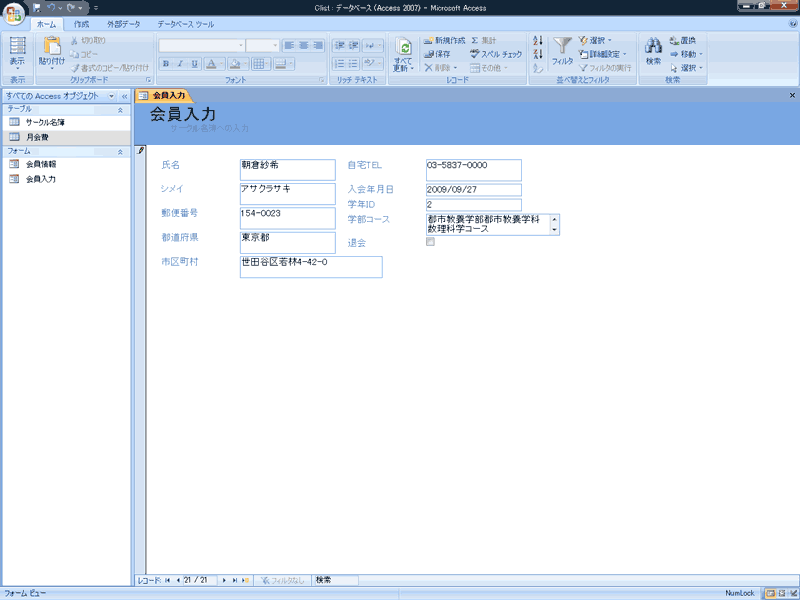 Clist : データベース (Access 2007) - Microsoft Access
ホーム 作成 外部データ データベース ツール
表示 貼り付け 切り取り コピー 書式のコピー/貼り付け
すべて更新 新規作成 集計 保存 スペル チェック 削除 その他
フィルタ 選択 詳細設定 フィルタの実行
検索 置換 移動 選択
表示 クリップボード フォント リッチ テキスト レコード 並べ替えとフィルタ 検索
すべての Access オブジェクト
テーブル
サークル名簿
月会費
フォーム
会員情報
会員入力
会員入力
会員入力
サークル名簿への入力
氏名 朝倉紗希 自宅TEL 03-5837-0000
シメイ アサクラサキ 入会年月日 2009/09/27
学年ID 2
郵便番号 154-0023 学部コース 都市教養学部都市教養学科
数理科学コース
都道府県 東京都 退会
市区町村 世田谷区若林4-42-0
レコード: 21 / 21 フィルタなし 検索
フォーム ビュー NumLock